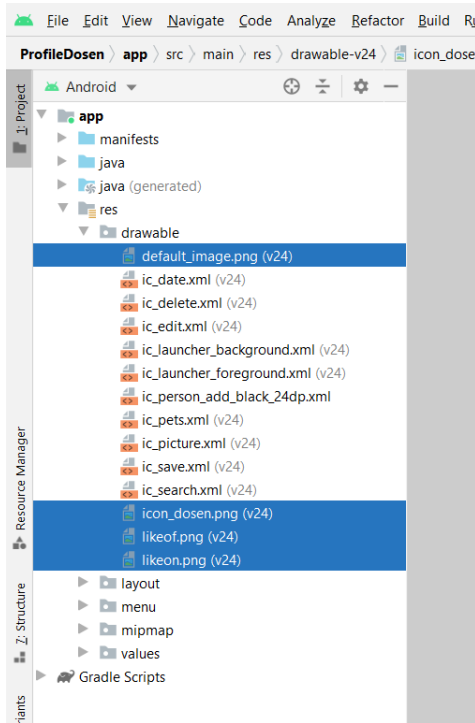 File Edit View Navigate Code Analyze Refactor Build
ProfileDosen app src main res drawable-v24 icon_dose
1: Project
Android
app
manifests
java
java (generated)
res
drawable
default_image.png (v24)
ic_date.xml (v24)
ic_delete.xml (v24)
ic_edit.xml (v24)
ic_launcher_background.xml (v24)
ic_launcher_foreground.xml (v24)
ic_person_add_black_24dp.xml
ic_pets.xml (v24)
ic_picture.xml (v24)
ic_save.xml (v24)
ic_search.xml (v24)
icon_dosen.png (v24)
likeof.png (v24)
likeon.png (v24)
layout
menu
mipmap
values
Gradle Scripts
Resource Manager
Z: Structure
riants